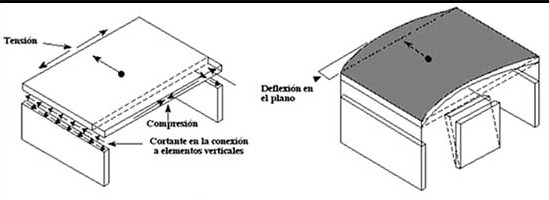 Tensión
Compresión
Cortante en la conexión
a elementos verticales
Deflexión en
el plano